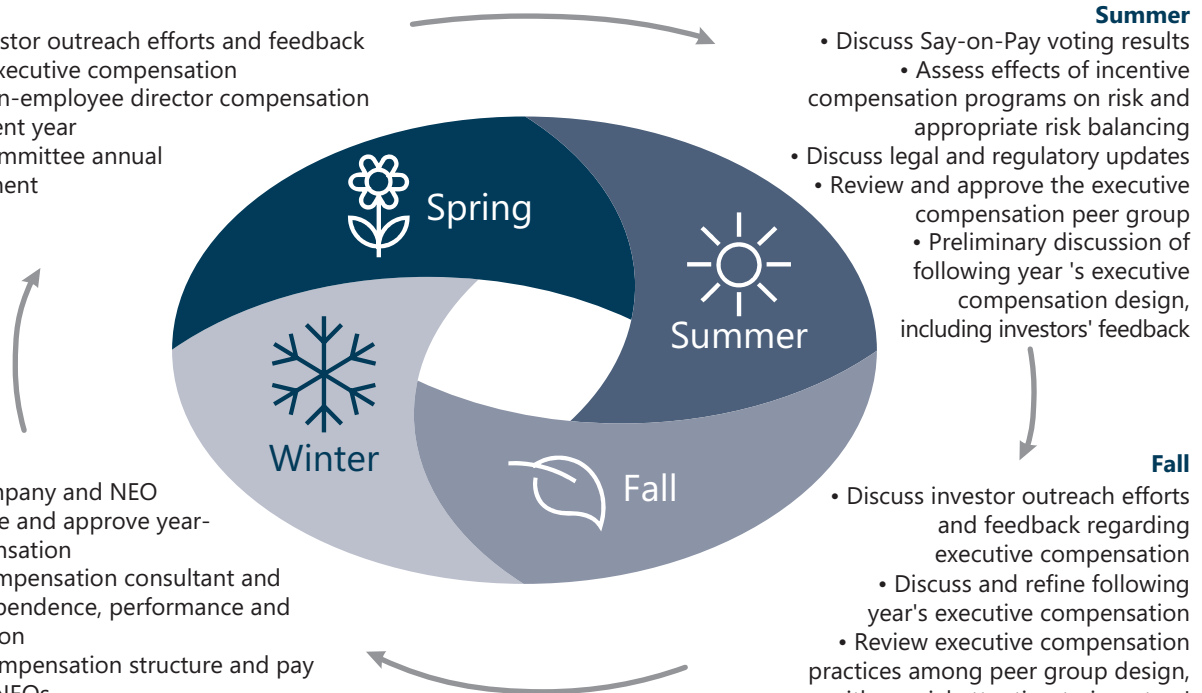 stor outreach efforts and feedback
xecutive compensation
n-employee director compensation
ent year
mmittee annual
nent
Summer
• Discuss Say-on-Pay voting results
• Assess effects of incentive
compensation programs on risk and
appropriate risk balancing
• Discuss legal and regulatory updates
• Review and approve the executive
compensation peer group
• Preliminary discussion of
following year 's executive
compensation design,
including investors' feedback
Spring
Summer
Winter
Fall
mpany and NEO
e and approve year-
nsation
mpensation consultant and
pendence, performance and
on
ompensation structure and pay
Fall
• Discuss investor outreach efforts
and feedback regarding
executive compensation
• Discuss and refine following
year's executive compensation
• Review executive compensation
practices among peer group design,